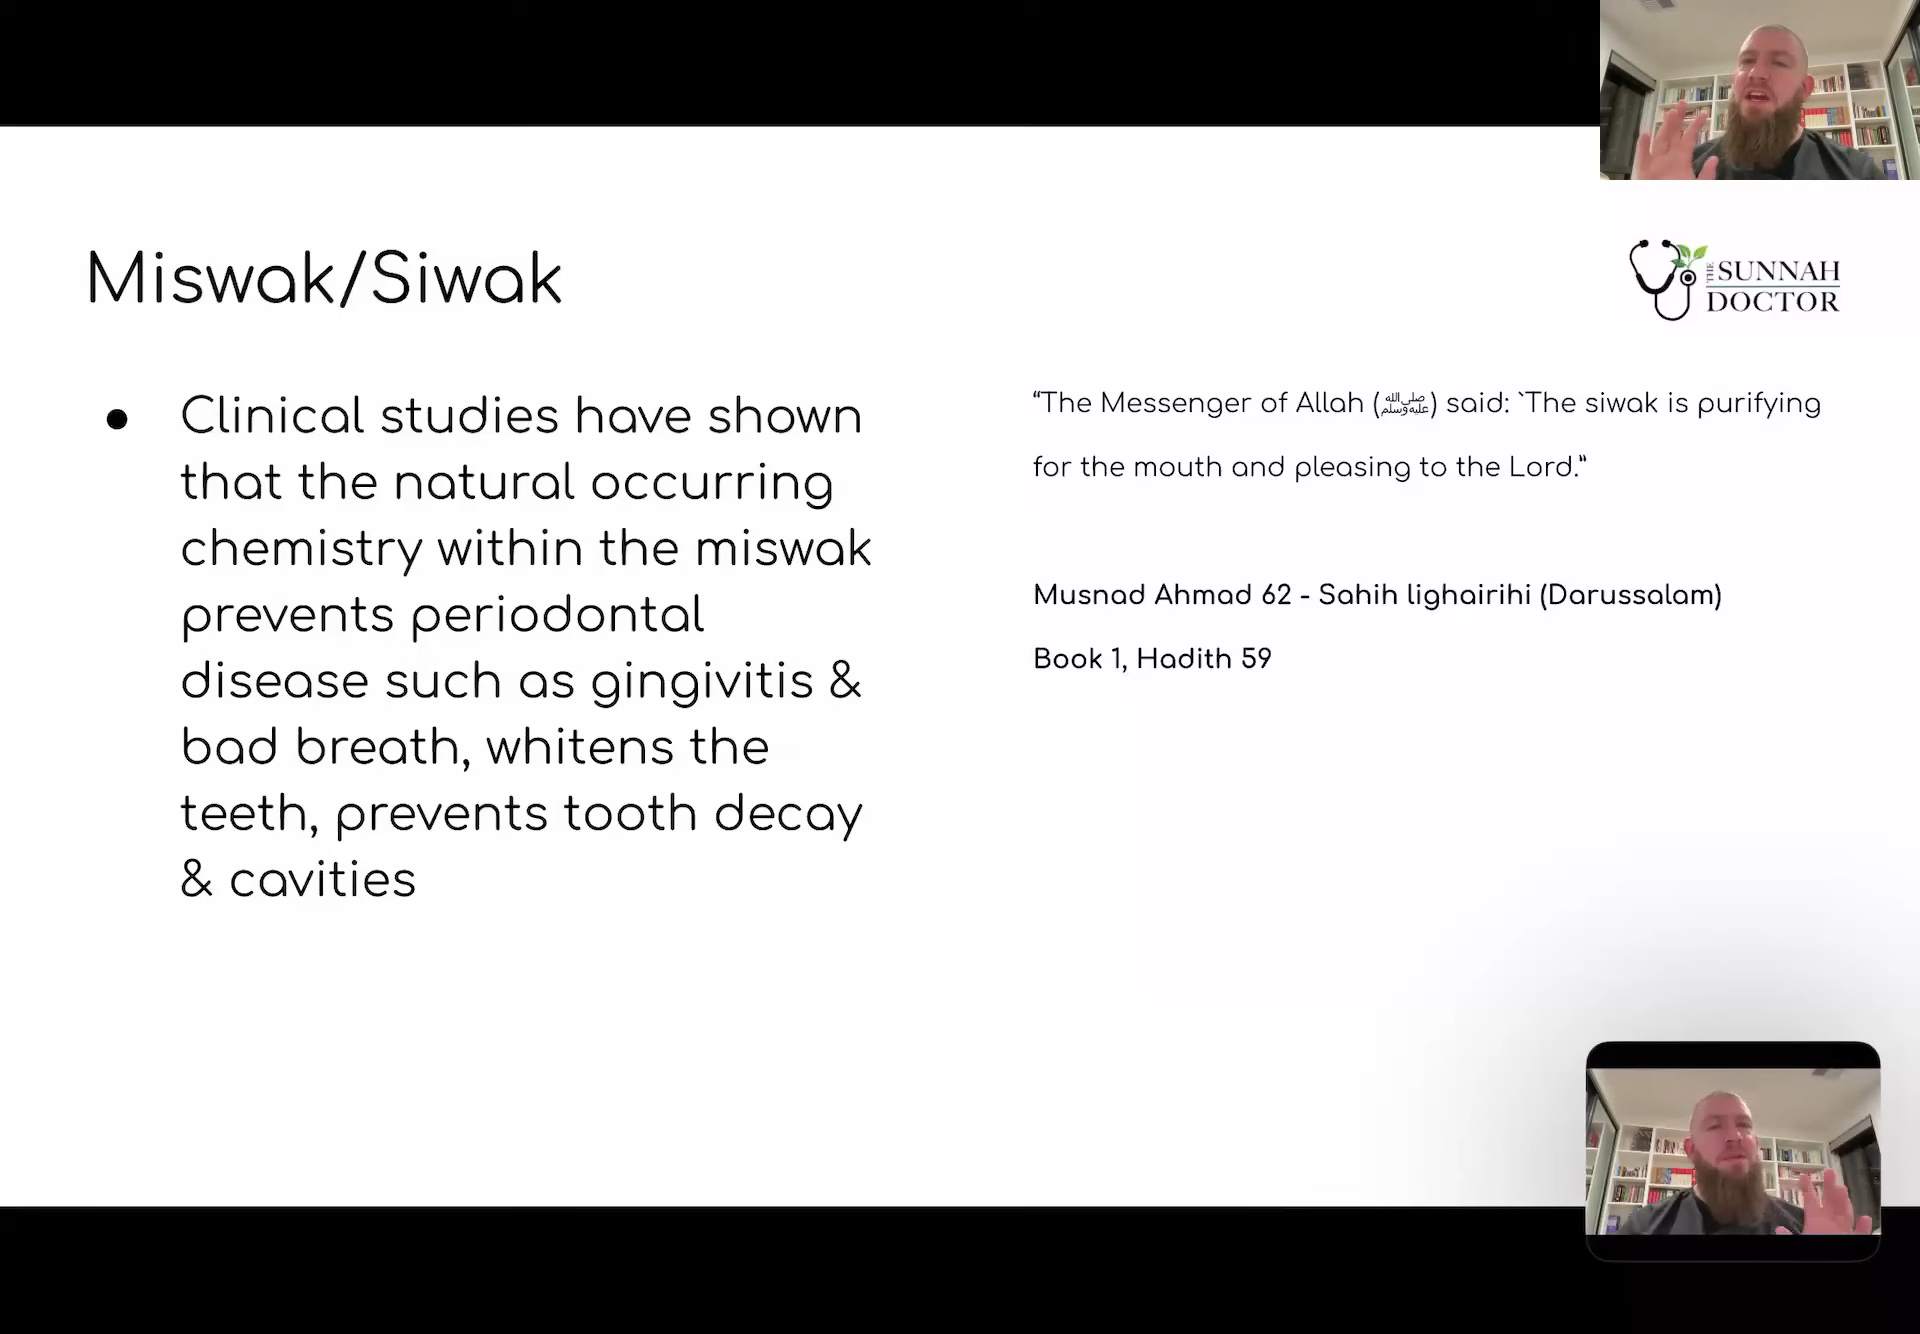 Miswak/Siwak
THE SUNNAH
DOCTOR
● Clinical studies have shown
that the natural occurring
chemistry within the miswak
prevents periodontal
disease such as gingivitis &
bad breath, whitens the
teeth, prevents tooth decay
& cavities
“The Messenger of Allah (ﷺ) said: `The siwak is purifying
for the mouth and pleasing to the Lord.”
Musnad Ahmad 62 - Sahih lighairihi (Darussalam)
Book 1, Hadith 59